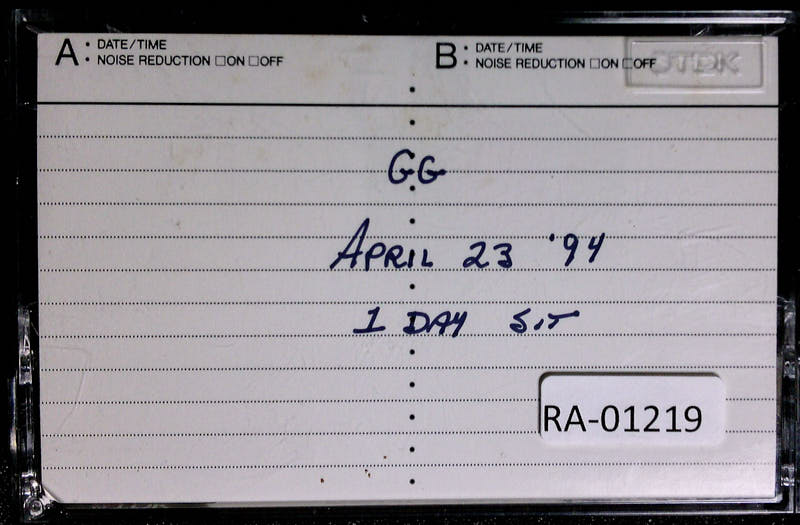 A • DATE/TIME
• NOISE REDUCTION □ON □OFF
B • DATE/TIME
• NOISE REDUCTION □ON □OFF
TDK
GG
APRIL 23 '94
1 DAY SIT
RA-01219